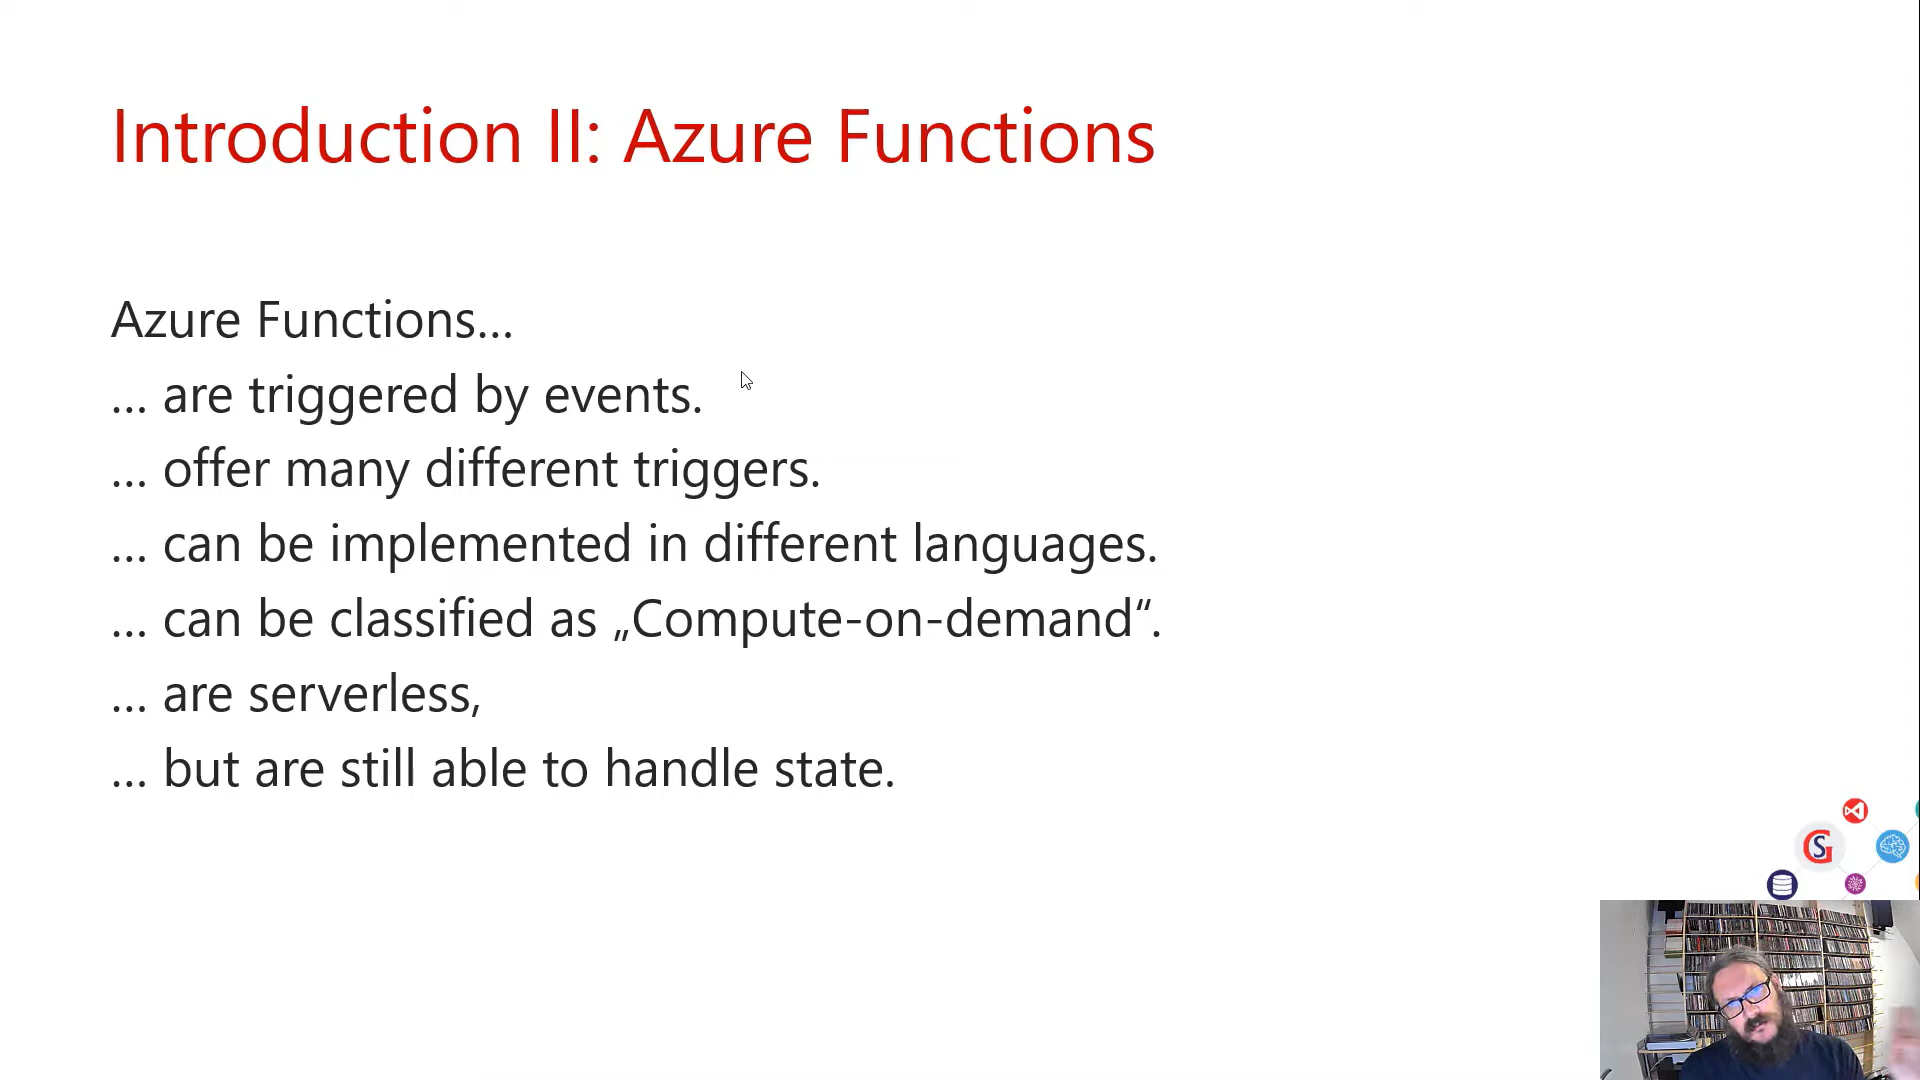 Introduction II: Azure Functions
Azure Functions...
... are triggered by events.
... offer many different triggers.
... can be implemented in different languages.
... can be classified as „Compute-on-demand“.
... are serverless,
... but are still able to handle state.